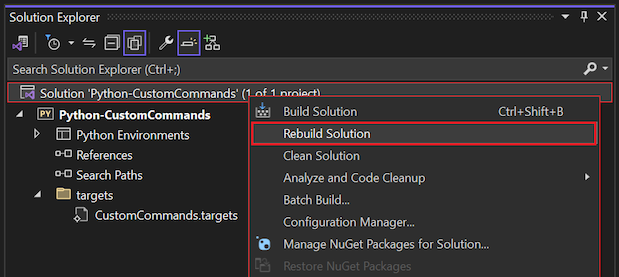 Solution Explorer
Search Solution Explorer (Ctrl+;)
Solution 'Python-CustomCommands' (1 of 1 project)
PY Python-CustomCommands
Python Environments
References
Search Paths
targets
CustomCommands.targets
Build Solution Ctrl+Shift+B
Rebuild Solution
Clean Solution
Analyze and Code Cleanup
Batch Build...
Configuration Manager...
Manage NuGet Packages for Solution...
Restore NuGet Packages